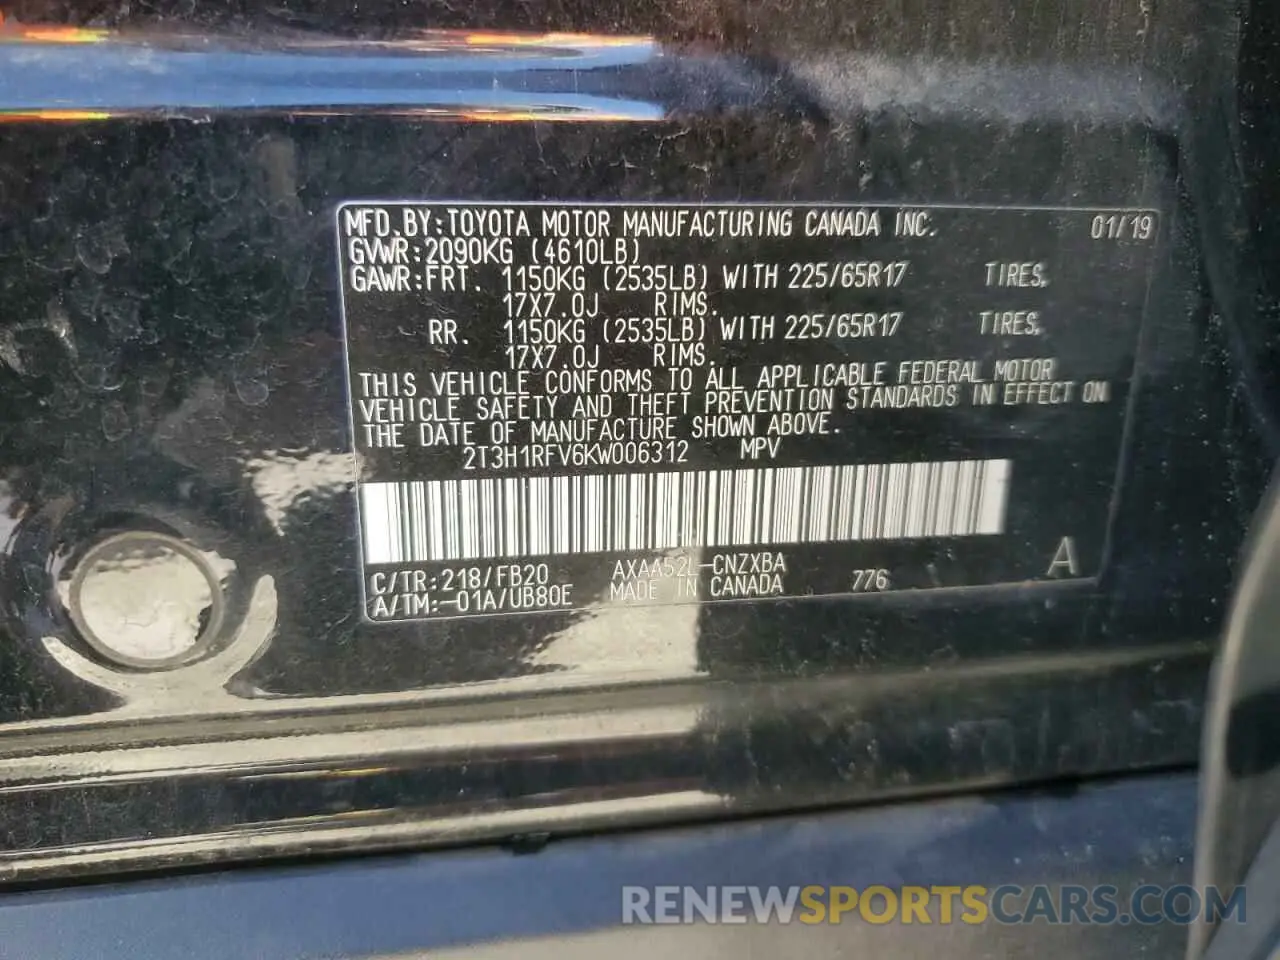 MFD.BY:TOYOTA MOTOR MANUFACTURING CANADA INC. 01/19
GVWR:2090KG (4610LB)
GAWR:FRT. 1150KG (2535LB) WITH 225/65R17 TIRES,
17X7.0J RIMS.
RR. 1150KG (2535LB) WITH 225/65R17 TIRES,
17X7.0J RIMS.
THIS VEHICLE CONFORMS TO ALL APPLICABLE FEDERAL MOTOR
VEHICLE SAFETY AND THEFT PREVENTION STANDARDS IN EFFECT ON
THE DATE OF MANUFACTURE SHOWN ABOVE.
2T3H1RFV6KW006312 MPV
C/TR:218/FB20 AXAA52L-CNZXBA A
A/TM:-01A/UB80E MADE IN CANADA 776
RENEWSPORTSCARS.COM